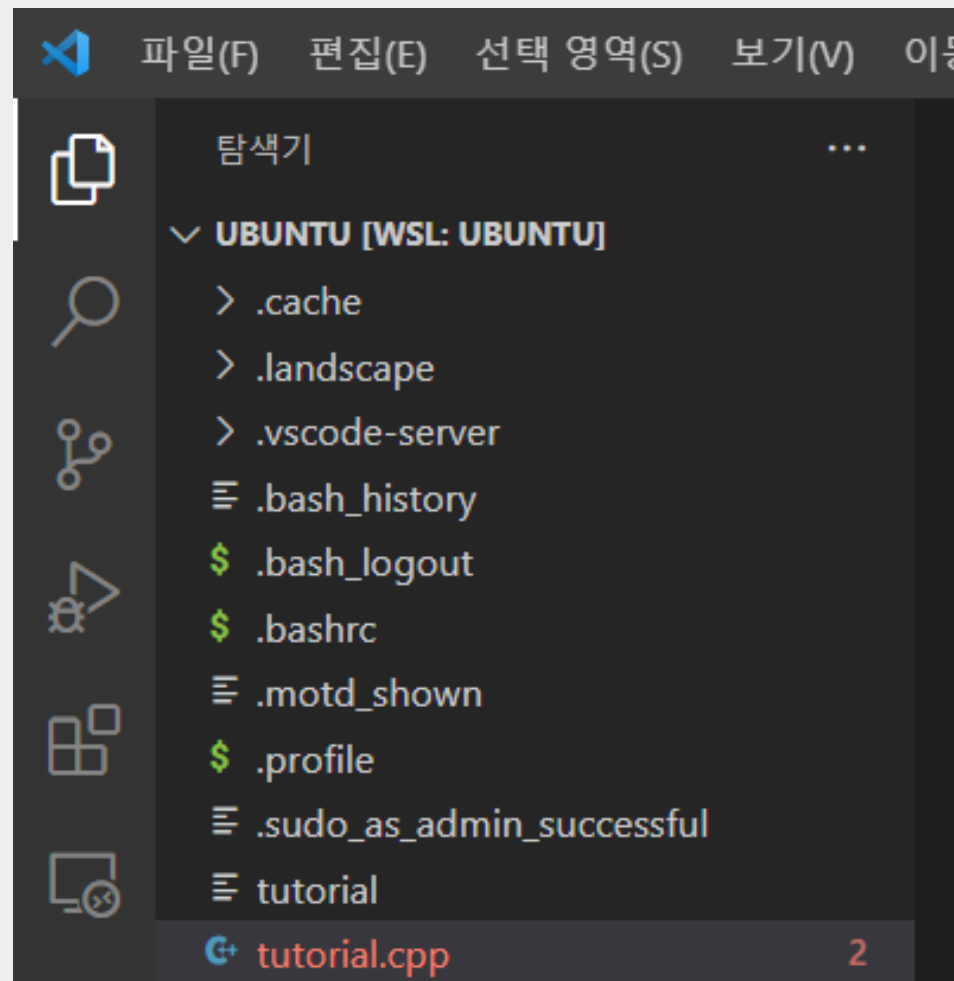 파일(F) 편집(E) 선택 영역(S) 보기(V)
탐색기 ...
UBUNTU [WSL: UBUNTU]
.cache
.landscape
.vscode-server
.bash_history
$ .bash_logout
$ .bashrc
.motd_shown
$ .profile
.sudo_as_admin_successful
tutorial
tutorial.cpp 2